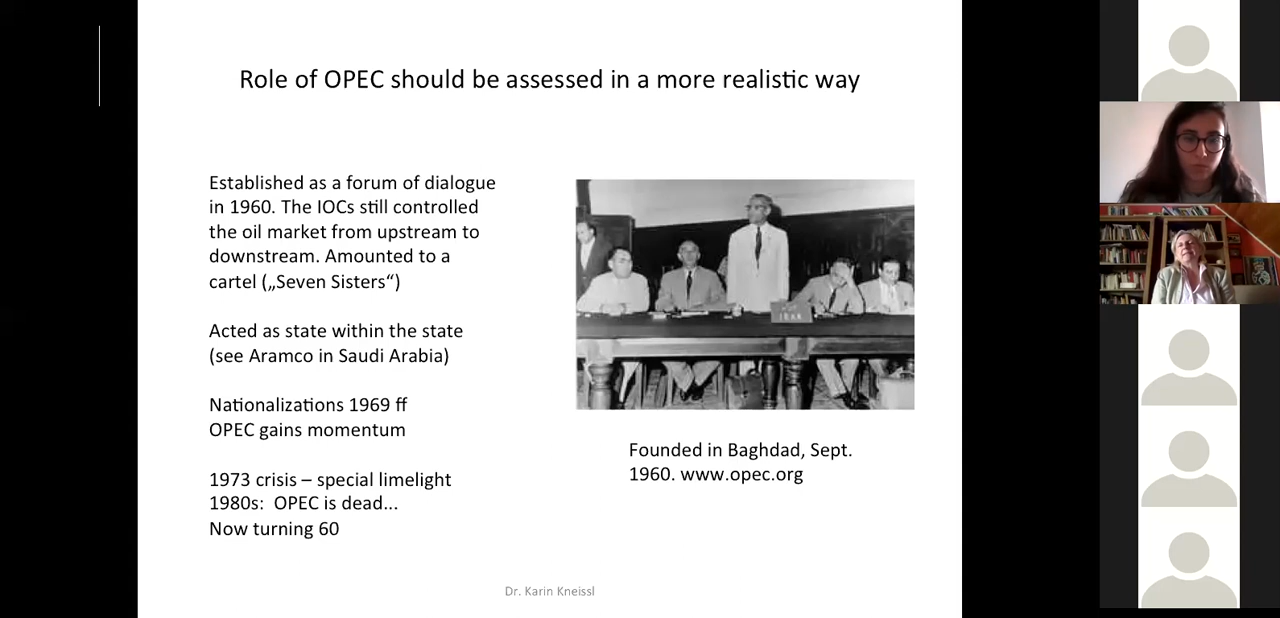 Role of OPEC should be assessed in a more realistic way
Established as a forum of dialogue
in 1960. The IOCs still controlled
the oil market from upstream to
downstream. Amounted to a
cartel („Seven Sisters“)
Acted as state within the state
(see Aramco in Saudi Arabia)
Nationalizations 1969 ff
OPEC gains momentum
1973 crisis – special limelight
1980s:  OPEC is dead...
Now turning 60
IRAN
Founded in Baghdad, Sept.
1960. www.opec.org
Dr. Karin Kneissl